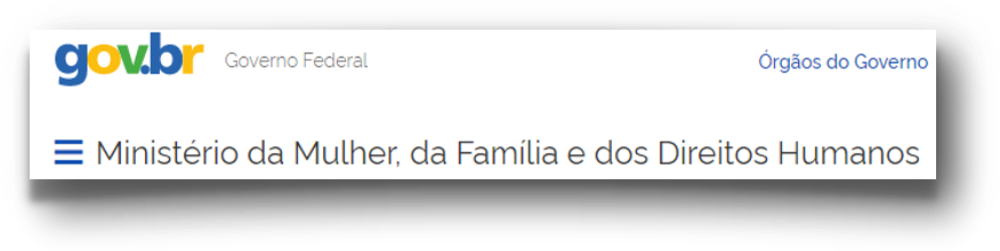 gov.br Governo Federal Órgãos do Governo
Ministério da Mulher, da Família e dos Direitos Humanos